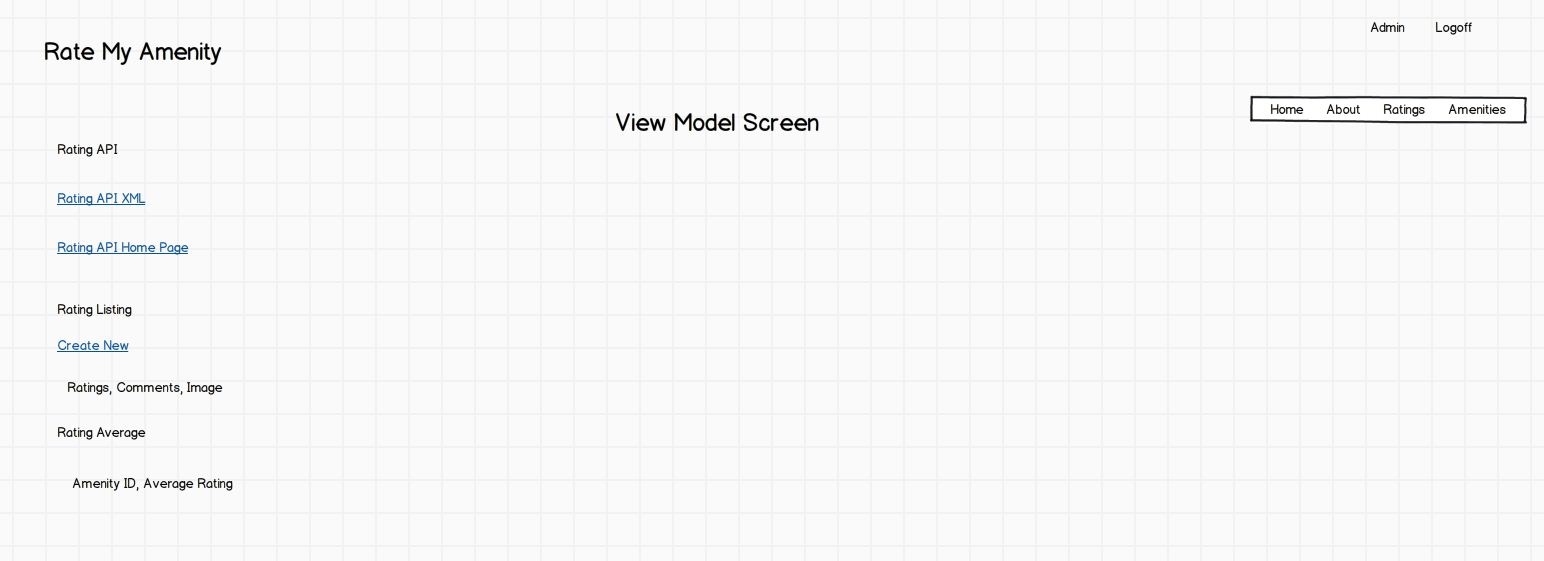 Admin Logoff
Rate My Amenity
Home About Ratings Amenities
View Model Screen
Rating API
Rating API XML
Rating API Home Page
Rating Listing
Create New
Ratings, Comments, Image
Rating Average
Amenity ID, Average Rating